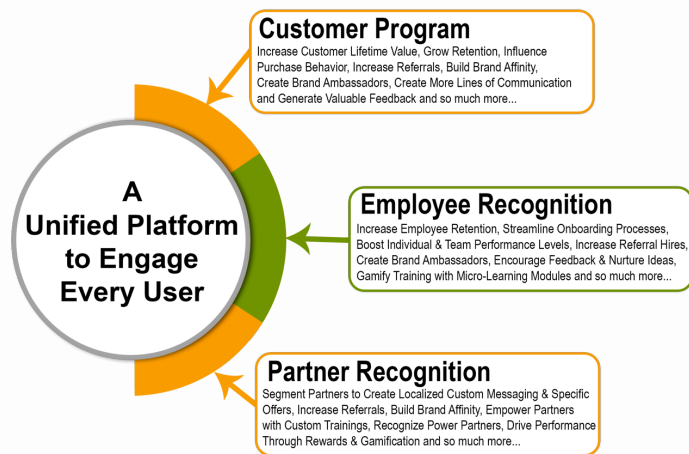 Customer Program
Increase Customer Lifetime Value, Grow Retention, Influence
Purchase Behavior, Increase Referrals, Build Brand Affinity,
Create Brand Ambassadors, Create More Lines of Communication
and Generate Valuable Feedback and so much more...
A
Unified Platform
to Engage
Every User
Employee Recognition
Increase Employee Retention, Streamline Onboarding Processes,
Boost Individual & Team Performance Levels, Increase Referral Hires,
Create Brand Ambassadors, Encourage Feedback & Nurture Ideas,
Gamify Training with Micro-Learning Modules and so much more...
Partner Recognition
Segment Partners to Create Localized Custom Messaging & Specific
Offers, Increase Referrals, Build Brand Affinity, Empower Partners
with Custom Trainings, Recognize Power Partners, Drive Performance
Through Rewards & Gamification and so much more...